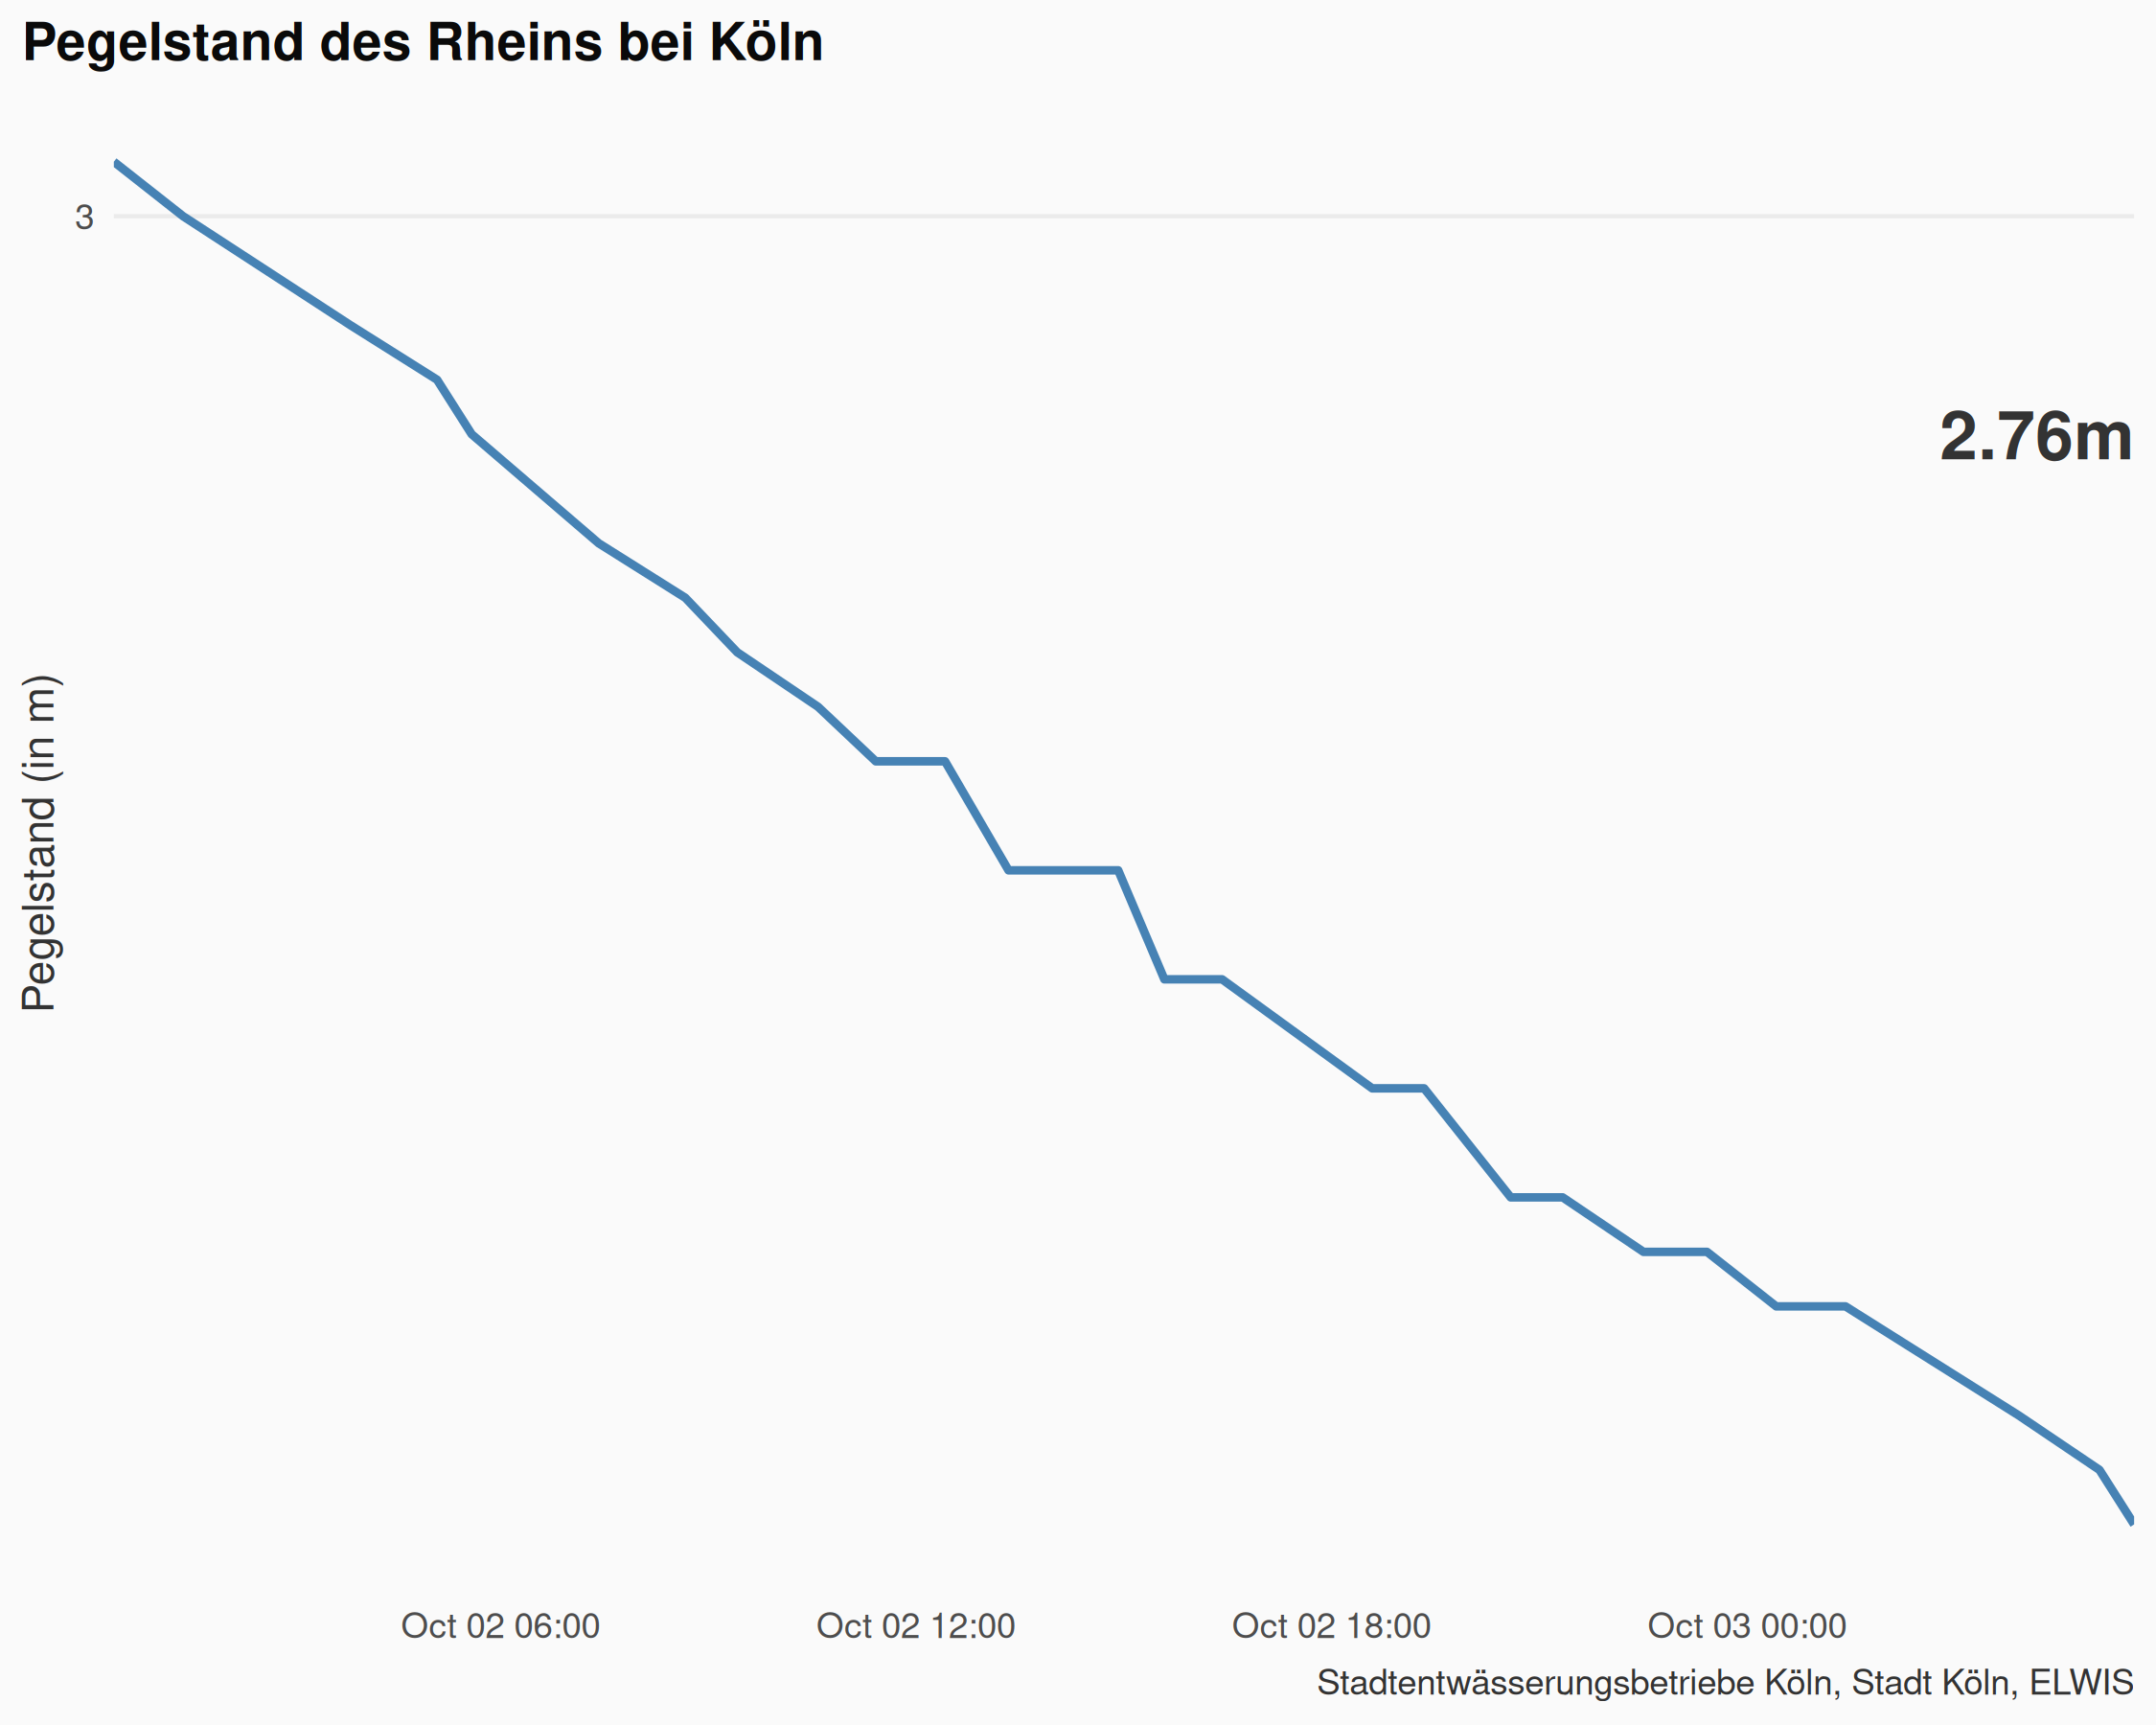 Pegelstand des Rheins bei Köln
3
2.76m
Pegelstand (in m)
Oct 02 06:00
Oct 02 12:00
Oct 02 18:00
Oct 03 00:00
Stadtentwässerungsbetriebe Köln, Stadt Köln, ELWIS